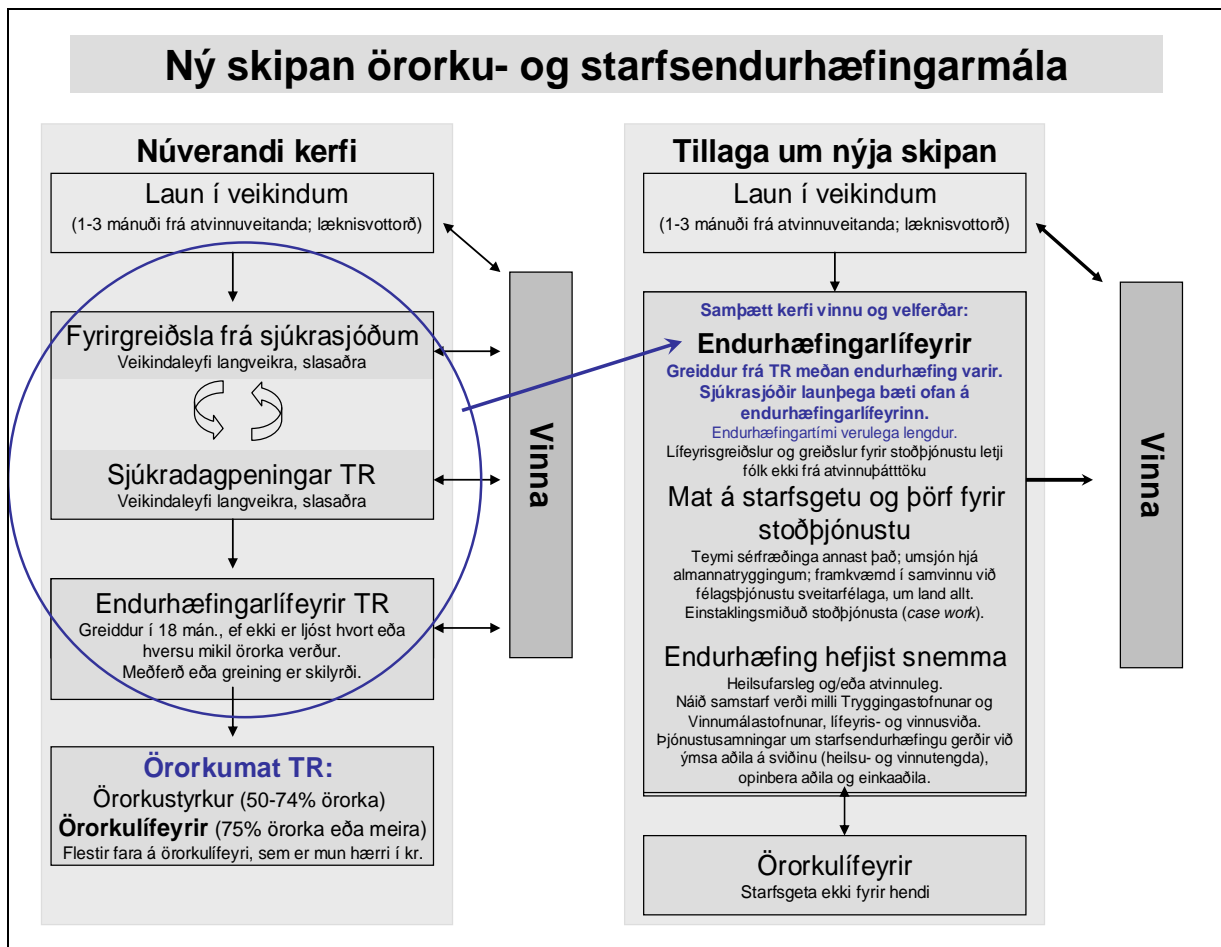 Ný skipan örorku- og starfsendurhæfingarmála
Núverandi kerfi
Laun í veikindum
(1-3 mánuði frá atvinnuveitanda; læknisvottorð)
Fyrirgreiðsla frá sjúkrasjóðum
Veikindaleyfi langveikra, slasaðra
Sjúkradagpeningar TR
Veikindaleyfi langveikra, slasaðra
Endurhæfingarlífeyrir TR
Greiddur í 18 mán., ef ekki er ljóst hvort eða
hversu mikil örorka verður.
Meðferð eða greining er skilyrði.
Örorkumat TR:
Örorkustyrkur (50-74% örorka)
Örorkulífeyrir (75% örorka eða meira)
Flestir fara á örorkulífeyri, sem er mun hærri í kr.
Vinna
Tillaga um nýja skipan
Laun í veikindum
(1-3 mánuði frá atvinnuveitanda; læknisvottorð)
Samþætt kerfi vinnu og velferðar:
Endurhæfingarlífeyrir
Greiddur frá TR meðan endurhæfing varir.
Sjúkrasjóðir launþega bæti ofan á
endurhæfingarlífeyrinn.
Endurhæfingartími verulega lengdur.
Lífeyrisgreiðslur og greiðslur fyrir stoðþjónustu letji
fólk ekki frá atvinnuþátttöku
Mat á starfsgetu og þörf fyrir
stoðþjónustu
Teymi sérfræðinga annast það; umsjón hjá
almannatryggingum; framkvæmd í samvinnu við
félagsþjónustu sveitarfélaga, um land allt.
Einstaklingsmiðuð stoðþjónusta (case work).
Endurhæfing hefjist snemma
Heilsufarsleg og/eða atvinnuleg.
Náið samstarf verði milli Tryggingastofnunar og
Vinnumálastofnunar, lífeyris- og vinnusviða.
Þjónustusamningar um starfsendurhæfingu gerðir við
ýmsa aðila á sviðinu (heilsu- og vinnutengda),
opinbera aðila og einkaaðila.
Örorkulífeyrir
Starfsgeta ekki fyrir hendi
Vinna